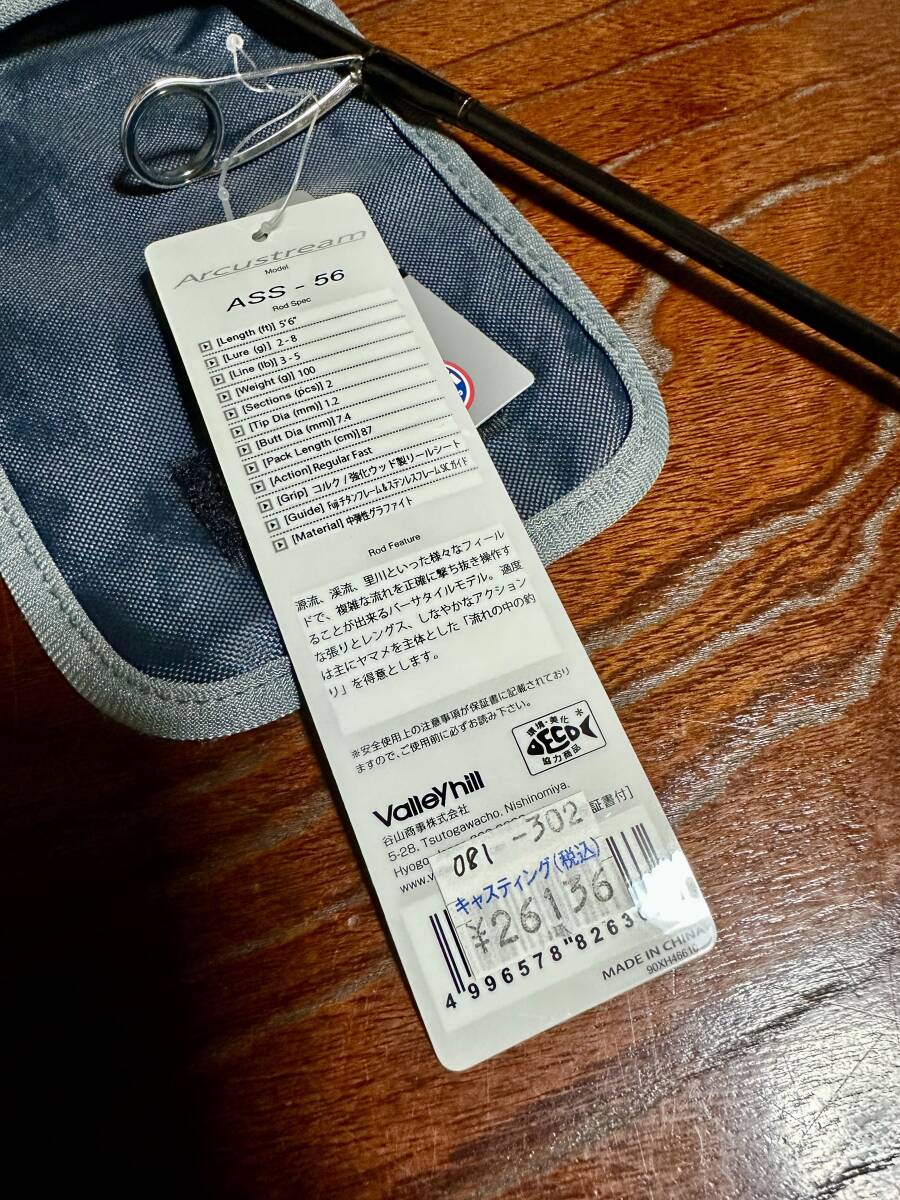 Arcustream
Model
ASS - 56
Rod Spec
[Length (ft)] 5'6"
[Lure (g)] 2-8
[Line (lb)] 3-5
[Weight (g)] 100
[Sections (pcs)] 2
[Tip Dia (mm)] 1.2
[Butt Dia (mm)] 7.4
[Pack Length (cm)] 87
[Action] Regular Fast
[Grip] コルク/強化ウッド製リールシート
[Guide] Fujiチタンフレーム&ステンレスフレームSCガイド
[Material] 中弾性グラファイト
Rod Feature
源流、渓流、里川といった様々なフィール
ドで、複雑な流れを正確に撃ち抜き操作す
ることが出来るバーサタイルモデル。適度
な張りとレングス、しなやかなアクション
は主にヤマメを主体とした「流れの中の釣
り」を得意とします。
※安全使用上の注意事項が保証書に記載されており
ますので、ご使用前に必ずお読み下さい。
環境・美化
DECO
協力商品
ValleyHill
谷山商事株式会社
5-28, Tsutogawacho, Nishinomiya,
Hyogo,
www.v
証書付]
081-302
キャスティング(税込)
¥26136
4 996578 8263
MADE IN CHINA
90XH4661C